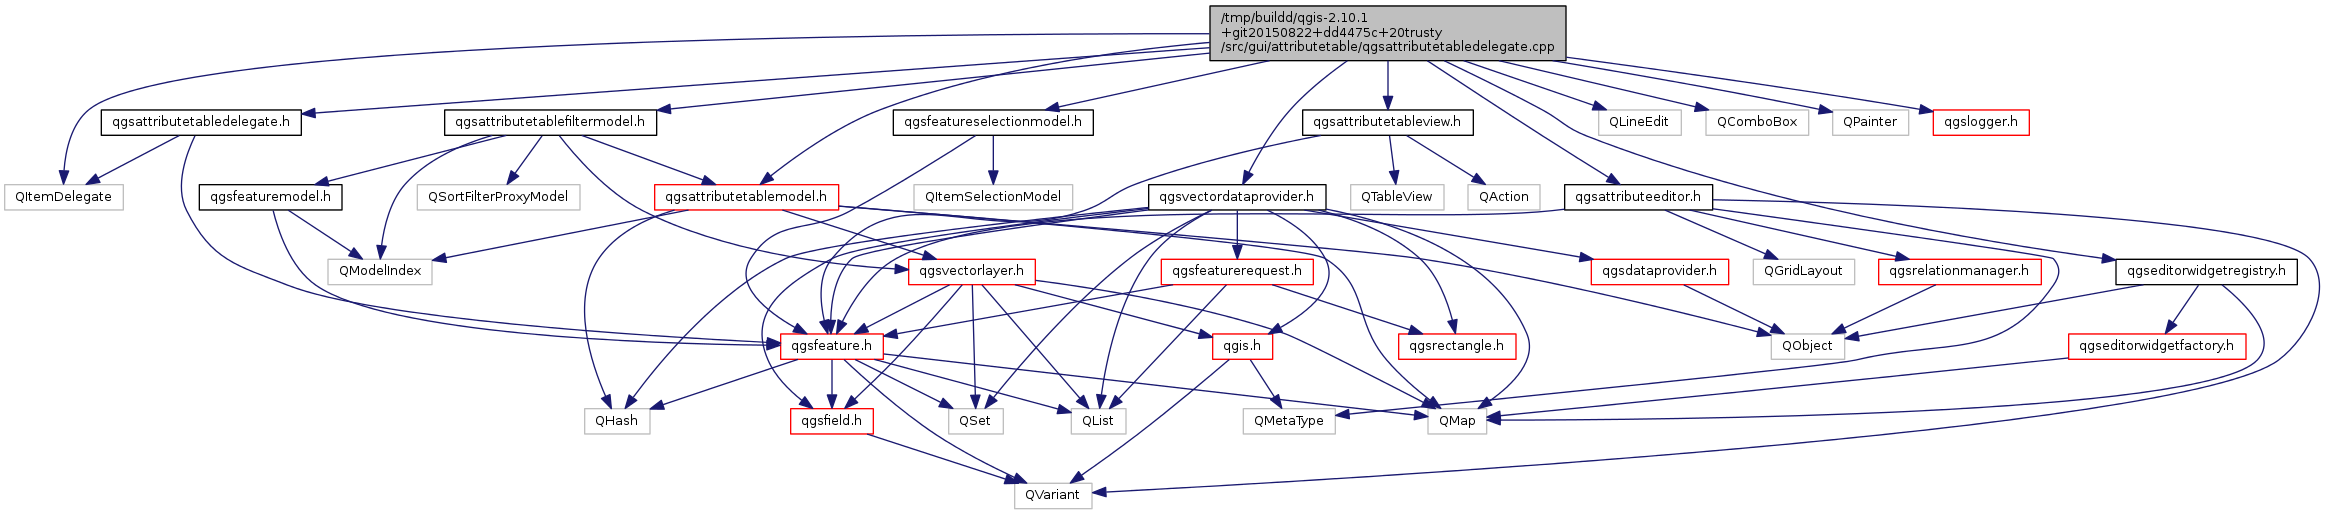 /tmp/buildd/qgis-2.10.1
+git20150822+dd4475c+20trusty
/src/gui/attributetable/qgsattributetabledelegate.cpp
qgsattributetabledelegate.h
qgsattributetablefiltermodel.h
qgsfeatureselectionmodel.h
qgsattributetableview.h
QLineEdit
QComboBox
QPainter
qgslogger.h
QItemDelegate
qgsfeaturemodel.h
QSortFilterProxyModel
qgsattributetablemodel.h
QItemSelectionModel
qgsvectordataprovider.h
QTableView
QAction
qgsattributeeditor.h
QModelIndex
qgsvectorlayer.h
qgsfeaturerequest.h
qgsdataprovider.h
QGridLayout
qgsrelationmanager.h
qgseditorwidgetregistry.h
qgsfeature.h
qgis.h
qgsrectangle.h
QObject
qgseditorwidgetfactory.h
QHash
qgsfield.h
QSet
QList
QMetaType
QMap
QVariant